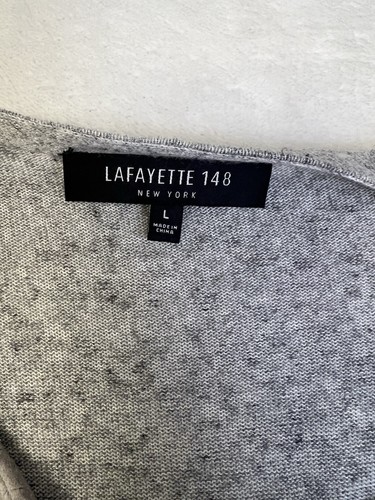 LAFAYETTE 148
NEW YORK
L
MADE IN
CHINA